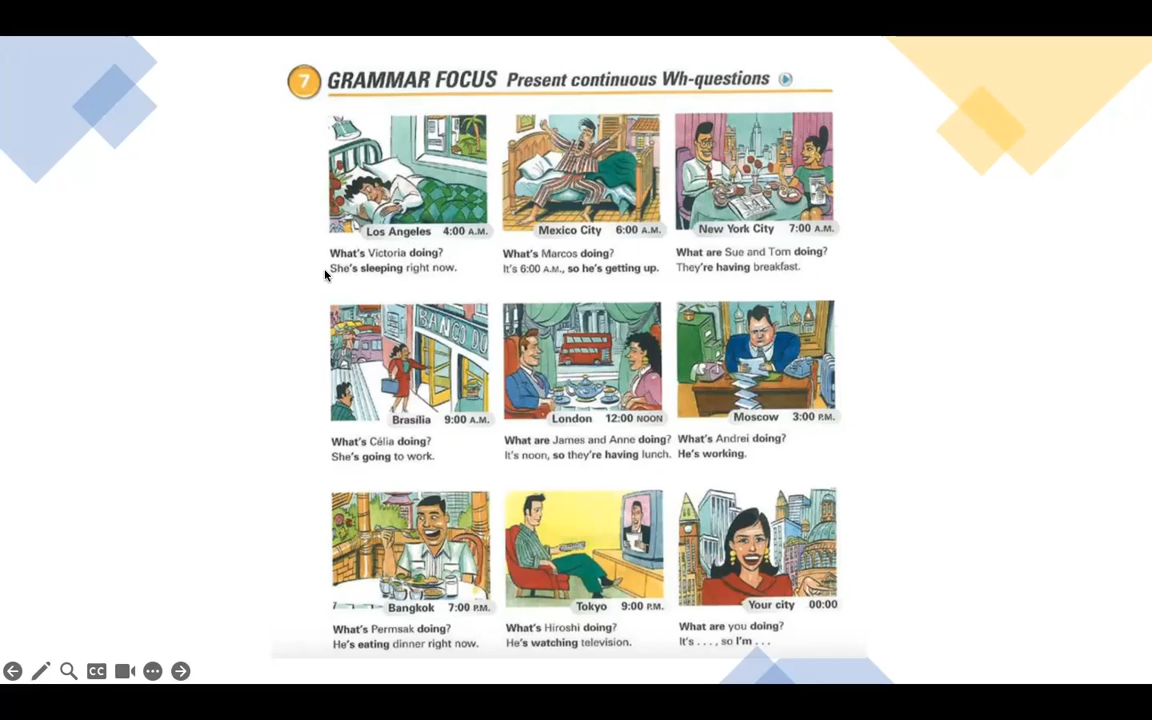 7 GRAMMAR FOCUS Present continuous Wh-questions
Los Angeles 4:00 A.M.
What's Victoria doing?
She's sleeping right now.
Mexico City 6:00 A.M.
What's Marcos doing?
It's 6:00 A.M., so he's getting up.
New York City 7:00 A.M.
What are Sue and Tom doing?
They're having breakfast.
BANCO DO
Brasília 9:00 A.M.
What's Célia doing?
She's going to work.
London 12:00 NOON
What are James and Anne doing?
It's noon, so they're having lunch.
Moscow 3:00 P.M.
What's Andrei doing?
He's working.
Bangkok 7:00 P.M.
What's Permsak doing?
He's eating dinner right now.
Tokyo 9:00 P.M.
What's Hiroshi doing?
He's watching television.
Your city 00:00
What are you doing?
It's . . . , so I'm . . .
CC